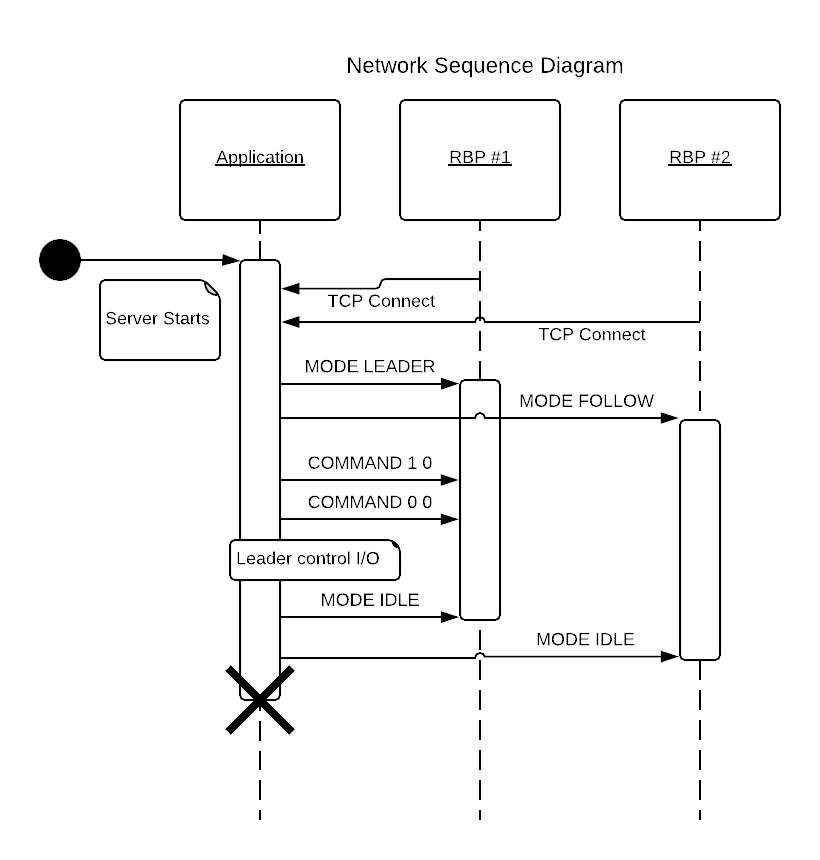 Network Sequence Diagram
Application
RBP #1
RBP #2
TCP Connect
Server Starts
TCP Connect
MODE LEADER
MODE FOLLOW
COMMAND 1 0
COMMAND 0 0
Leader control I/O
MODE IDLE
MODE IDLE